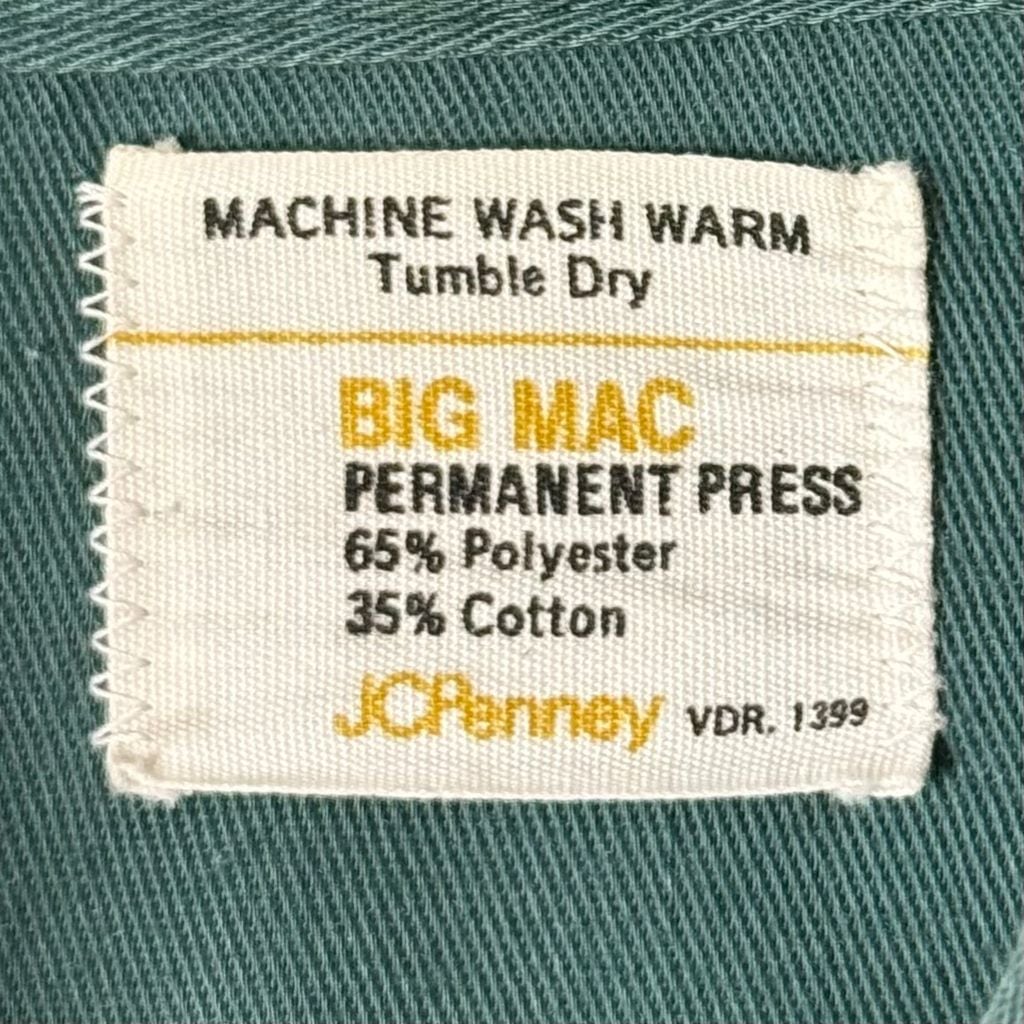 MACHINE WASH WARM
Tumble Dry
BIG MAC
PERMANENT PRESS
65% Polyester
35% Cotton
JCPenney VDR. 1399